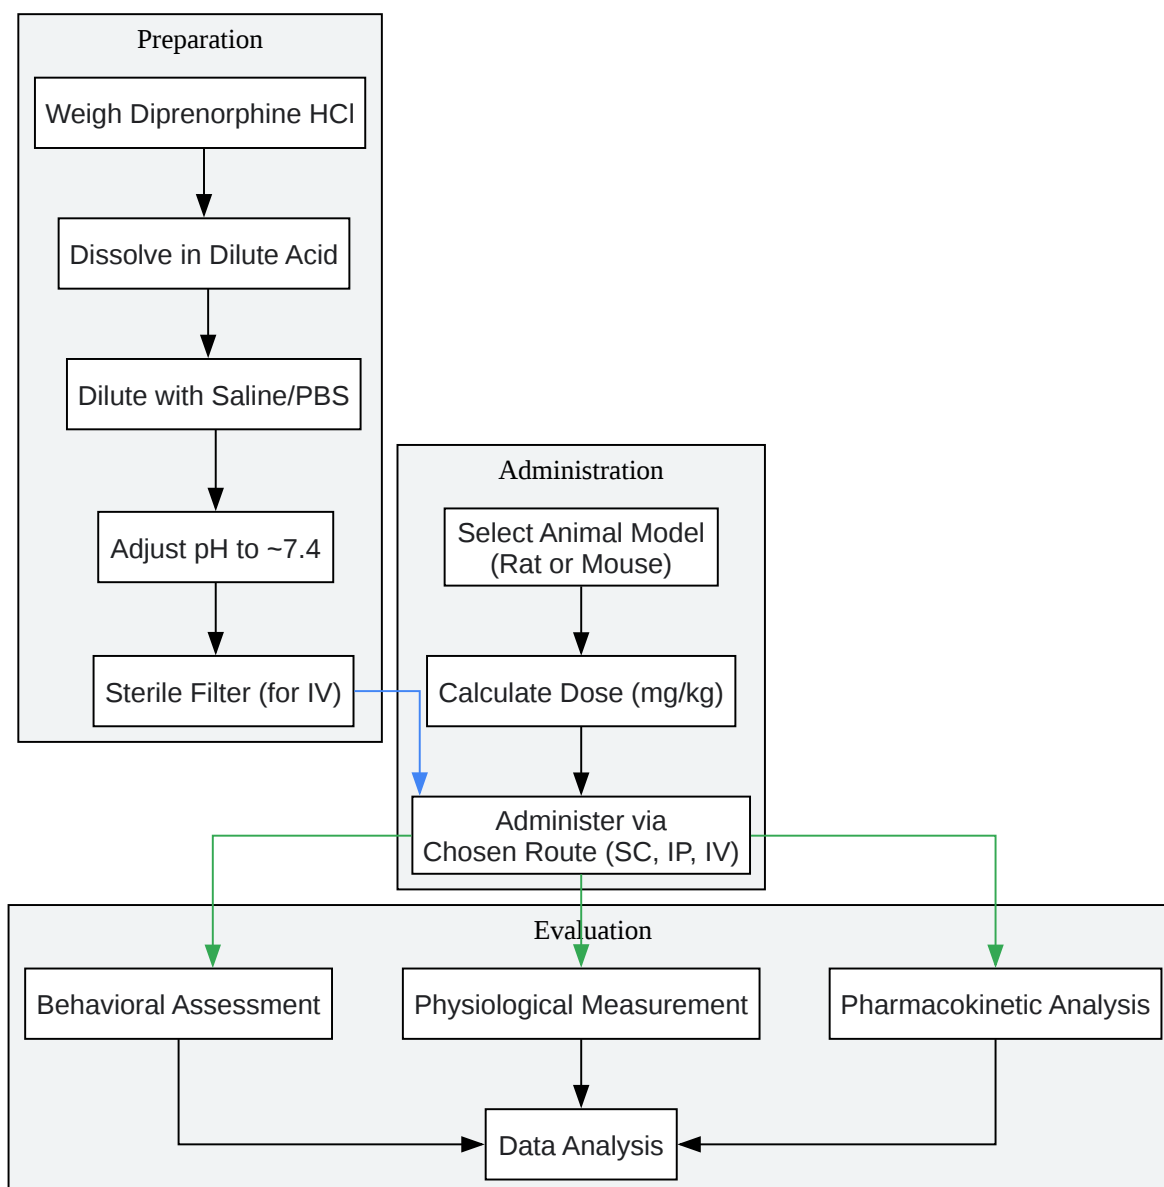 Preparation
Weigh Diprenorphine HCl
Dissolve in Dilute Acid
Dilute with Saline/PBS
Adjust pH to ~7.4
Sterile Filter (for IV)
Administration
Select Animal Model
(Rat or Mouse)
Calculate Dose (mg/kg)
Administer via
Chosen Route (SC, IP, IV)
Evaluation
Behavioral Assessment
Physiological Measurement
Pharmacokinetic Analysis
Data Analysis